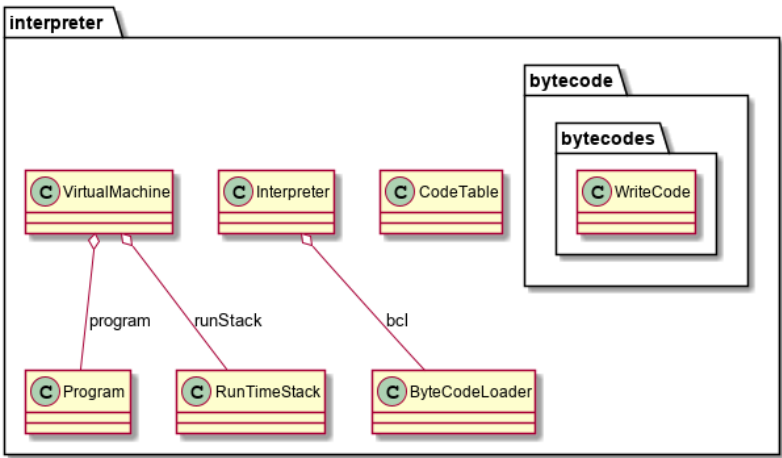 interpreter
bytecode
bytecodes
C VirtualMachine
C Interpreter
C CodeTable
C WriteCode
program
runStack
bcl
C Program
C RunTimeStack
C ByteCodeLoader